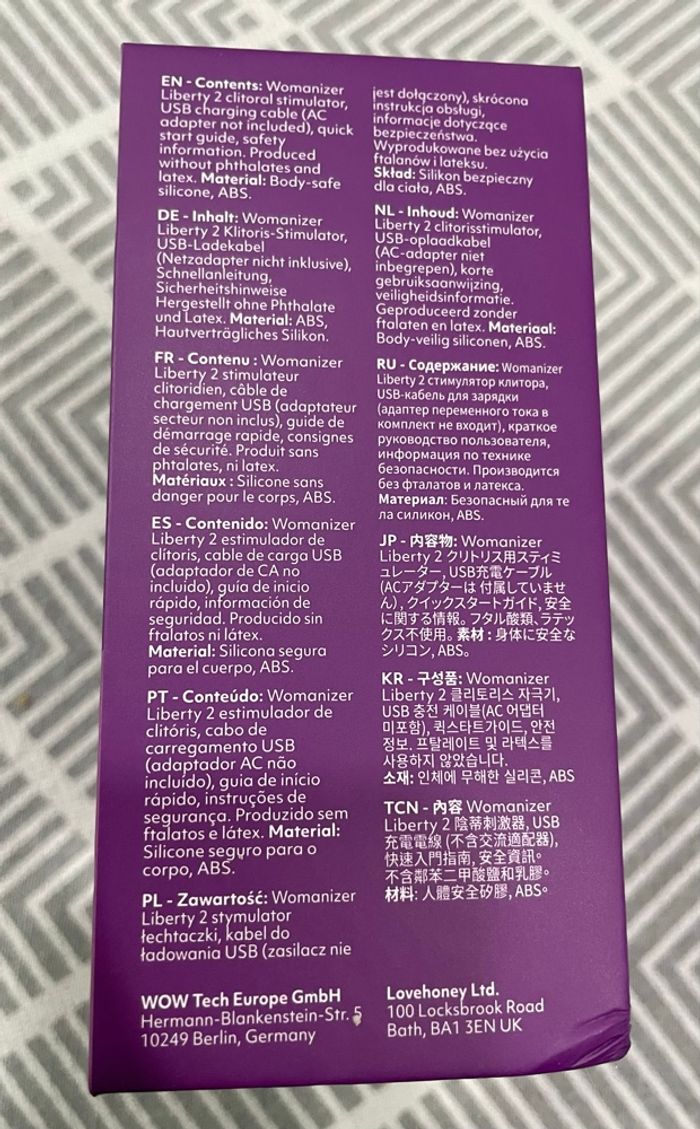 EN - Contents: Womanizer
Liberty 2 clitoral stimulator,
USB charging cable (AC
adapter not included), quick
start guide, safety
information. Produced
without phthalates and
latex. Material: Body-safe
silicone, ABS.
DE - Inhalt: Womanizer
Liberty 2 Klitoris-Stimulator,
USB-Ladekabel
(Netzadapter nicht inklusive),
Schnellanleitung,
Sicherheitshinweise
Hergestellt ohne Phthalate
und Latex. Material: ABS,
Hautverträgliches Silikon.
FR - Contenu : Womanizer
Liberty 2 stimulateur
clitoridien, câble de
chargement USB (adaptateur
secteur non inclus), guide de
démarrage rapide, consignes
de sécurité. Produit sans
phtalates, ni latex.
Matériaux : Silicone sans
danger pour le corps, ABS.
ES - Contenido: Womanizer
Liberty 2 estimulador de
clítoris, cable de carga USB
(adaptador de CA no
incluido), guía de inicio
rápido, información de
seguridad. Producido sin
ftalatos ni látex.
Material: Silicona segura
para el cuerpo, ABS.
PT - Conteúdo: Womanizer
Liberty 2 estimulador de
clitóris, cabo de
carregamento USB
(adaptador AC não
incluído), guia de início
rápido, instruções de
segurança. Produzido sem
ftalatos e látex. Material:
Silicone seguro para o
corpo, ABS.
PL - Zawartość: Womanizer
Liberty 2 stymulator
łechtaczki, kabel do
ładowania USB (zasilacz nie
jest dołączony), skrócona
instrukcja obsługi,
informacje dotyczące
bezpieczeństwa.
Wyprodukowane bez użycia
ftalanów i lateksu.
Skład: Silikon bezpieczny
dla ciała, ABS.
NL - Inhoud: Womanizer
Liberty 2 clitorisstimulator,
USB-oplaadkabel
(AC-adapter niet
inbegrepen), korte
gebruiksaanwijzing,
veiligheidsinformatie.
Geproduceerd zonder
ftalaten en latex. Materiaal:
Body-veilig siliconen, ABS.
RU - Содержание: Womanizer
Liberty 2 стимулятор клитора,
USB-кабель для зарядки
(адаптер переменного тока в
комплект не входит), краткое
руководство пользователя,
информация по технике
безопасности. Производится
без фталатов и латекса.
Материал: Безопасный для те
ла силикон, ABS.
JP - 内容物: Womanizer
Liberty 2 クリトリス用スティミ
ュレーター, USB充電ケーブル
(ACアダプターは 付属していませ
ん) , クイックスタートガイド, 安全
に関する情報。フタル酸類、ラテッ
クス不使用。素材 : 身体に安全な
シリコン, ABS。
KR - 구성품: Womanizer
Liberty 2 클리토리스 자극기,
USB 충전 케이블(AC 어댑터
미포함), 퀵스타트가이드, 안전
정보. 프탈레이트 및 라텍스를
사용하지 않았습니다.
소재: 인체에 무해한 실리콘, ABS
TCN - 內容 Womanizer
Liberty 2 陰蒂刺激器, USB
充電電線 (不含交流適配器),
快速入門指南, 安全資訊。
不含鄰苯二甲酸鹽和乳膠。
材料: 人體安全矽膠, ABS。
WOW Tech Europe GmbH
Hermann-Blankenstein-Str. 5
10249 Berlin, Germany
Lovehoney Ltd.
100 Locksbrook Road
Bath, BA1 3EN UK